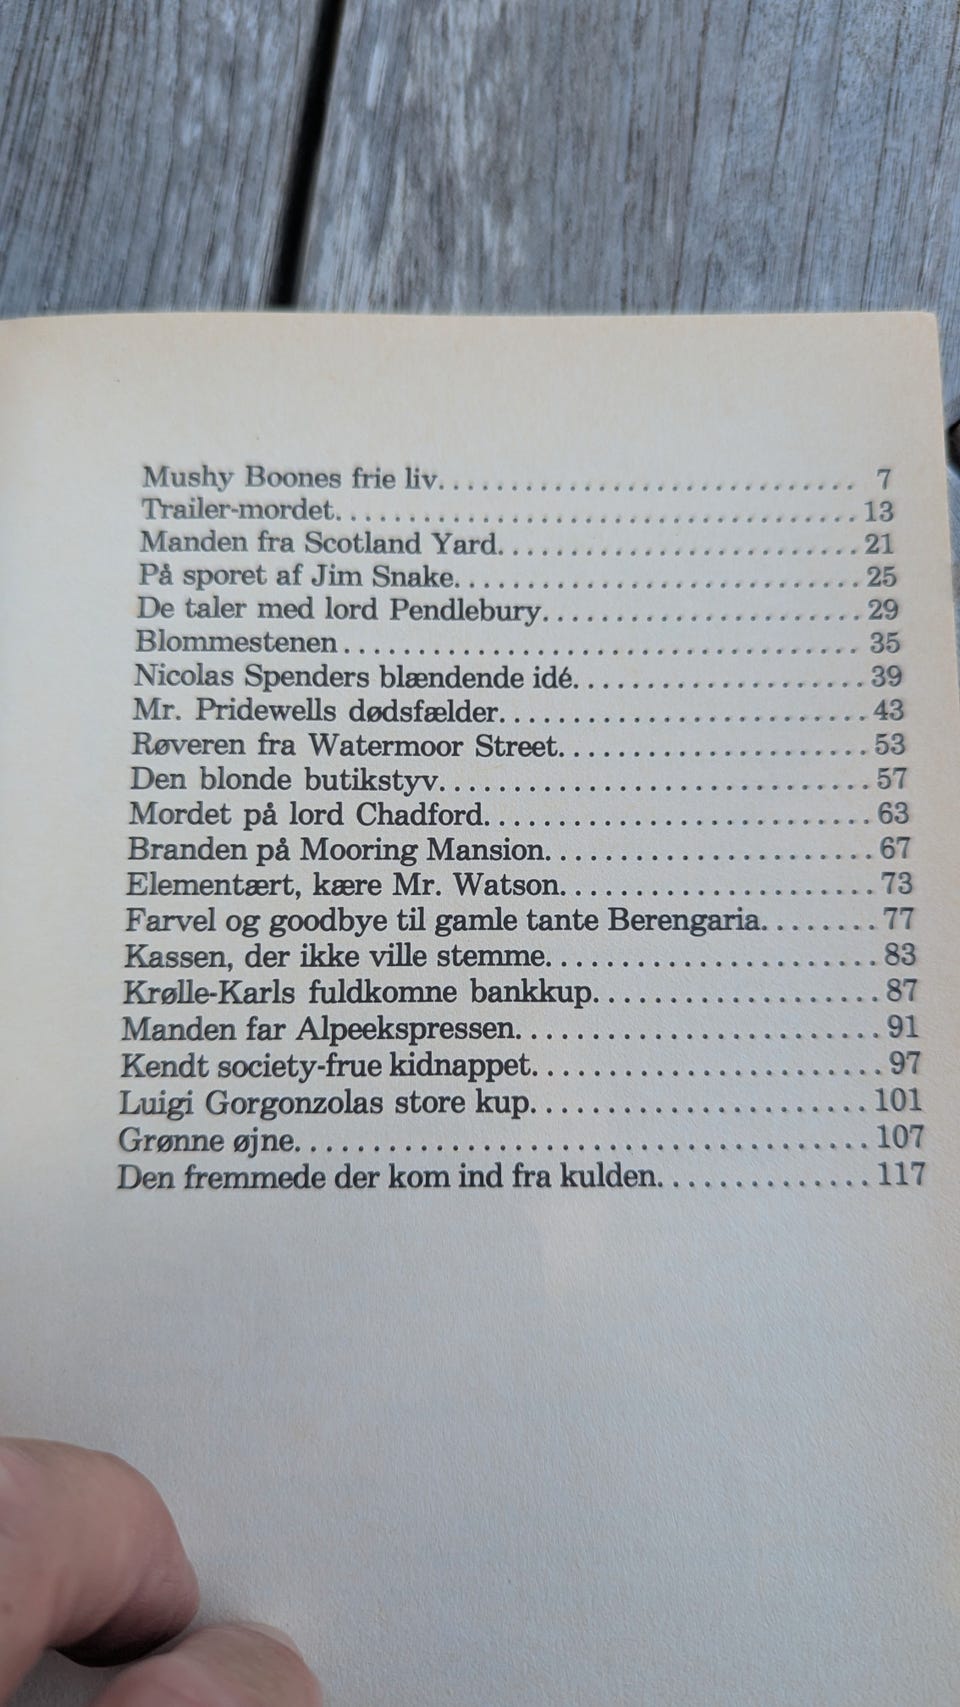 Mushy Boones frie liv............................. 7
Trailer-mordet....................................13
Manden fra Scotland Yard.........................21
På sporet af Jim Snake............................25
De taler med lord Pendlebury......................29
Blommestenen...................................35
Nicolas Spenders blændende idé....................39
Mr. Pridewells dødsfælder.........................43
Røveren fra Watermoor Street.....................53
Den blonde butikstyv..............................57
Mordet på lord Chadford..........................63
Branden på Mooring Mansion......................67
Elementært, kære Mr. Watson.....................73
Farvel og goodbye til gamle tante Berengaria........77
Kassen, der ikke ville stemme......................83
Krølle-Karls fuldkomne bankkup...................87
Manden far Alpeekspressen........................91
Kendt society-frue kidnappet.......................97
Luigi Gorgonzolas store kup.......................101
Grønne øjne.......................................107
Den fremmede der kom ind fra kulden..............117